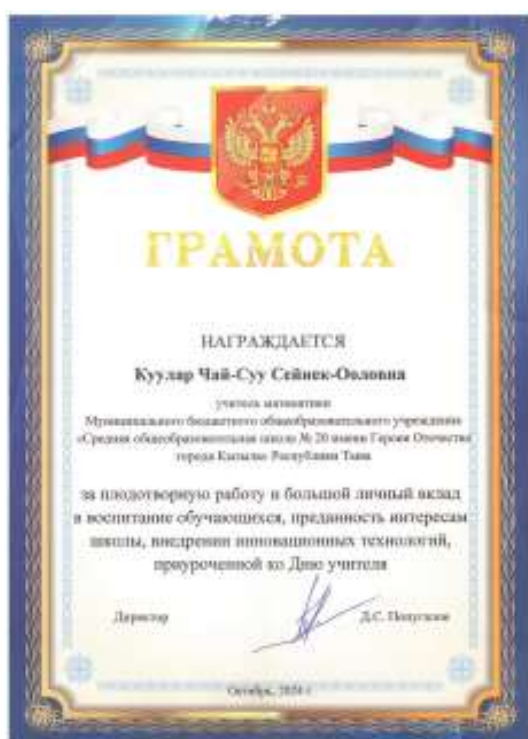 ГРАМОТА
НАГРАЖДАЕТСЯ
Куулар Чай-Суу Сейнек-Ооловна
учитель математики
Муниципального бюджетного общеобразовательного учреждения
«Средняя общеобразовательная школа № 20 имени Героев Отечества
города Кызыла» Республики Тыва
за плодотворную работу и большой личный вклад
в воспитание обучающихся, преданность интересам
школы, внедрении инновационных технологий,
приуроченной ко Дню учителя
Директор
Д.С.
Октябрь, 2024 г